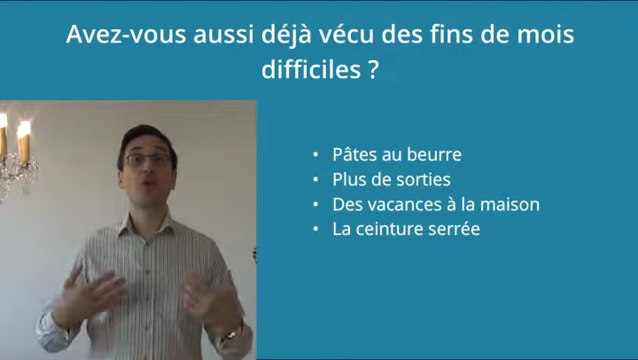 Avez-vous aussi déjà vécu des fins de mois
difficiles ?
• Pâtes au beurre
• Plus de sorties
• Des vacances à la maison
• La ceinture serrée